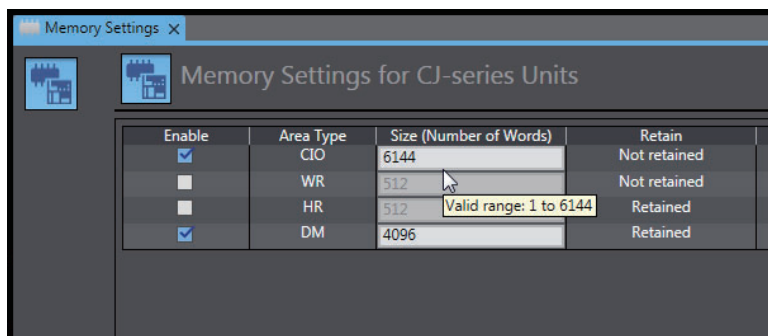 Memory Settings X
Memory Settings for CJ-series Units
Enable Area Type Size (Number of Words) Retain
CIO 6144 Not retained
WR 512 Not retained
HR 512 Retained
Valid range: 1 to 6144
DM 4096 Retained